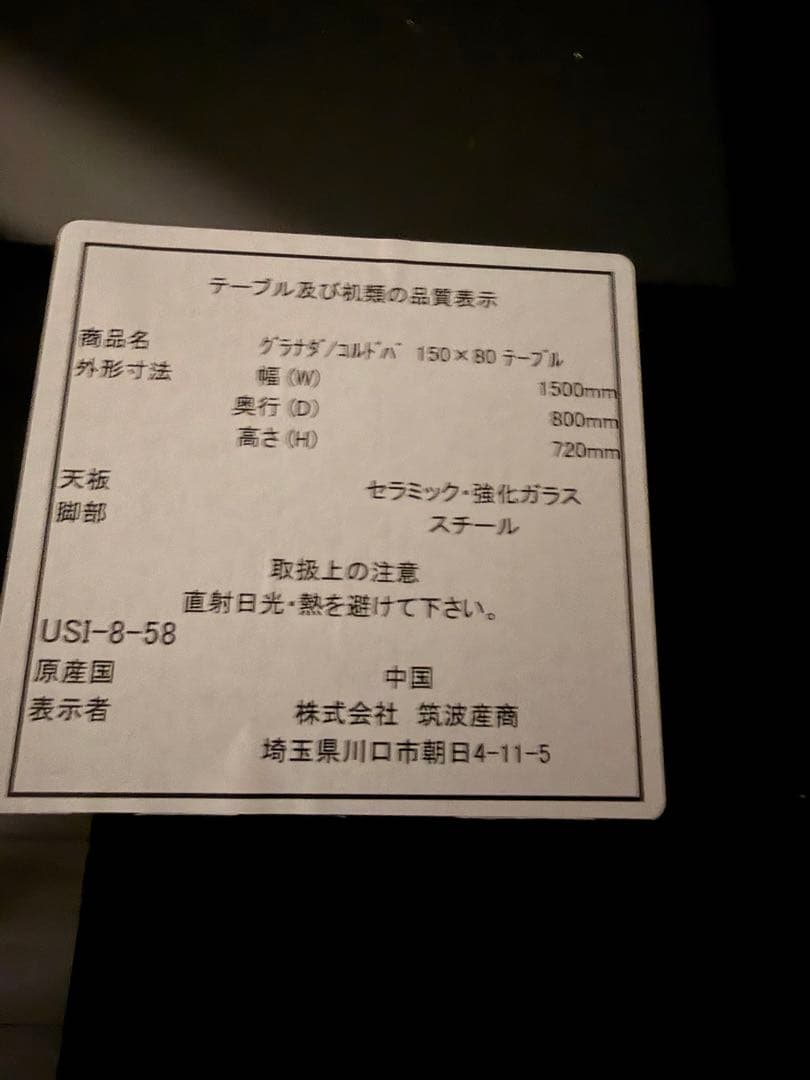 テーブル及び机類の品質表示
商品名 グラナダ/コルドバ 150×80 テーブル
外形寸法 幅(W) 1500mm
奥行(D) 800mm
高さ(H) 720mm
天板 セラミック・強化ガラス
脚部 スチール
取扱上の注意
直射日光・熱を避けて下さい。
USI-8-58
原産国 中国
表示者 株式会社 筑波産商
埼玉県川口市朝日4-11-5